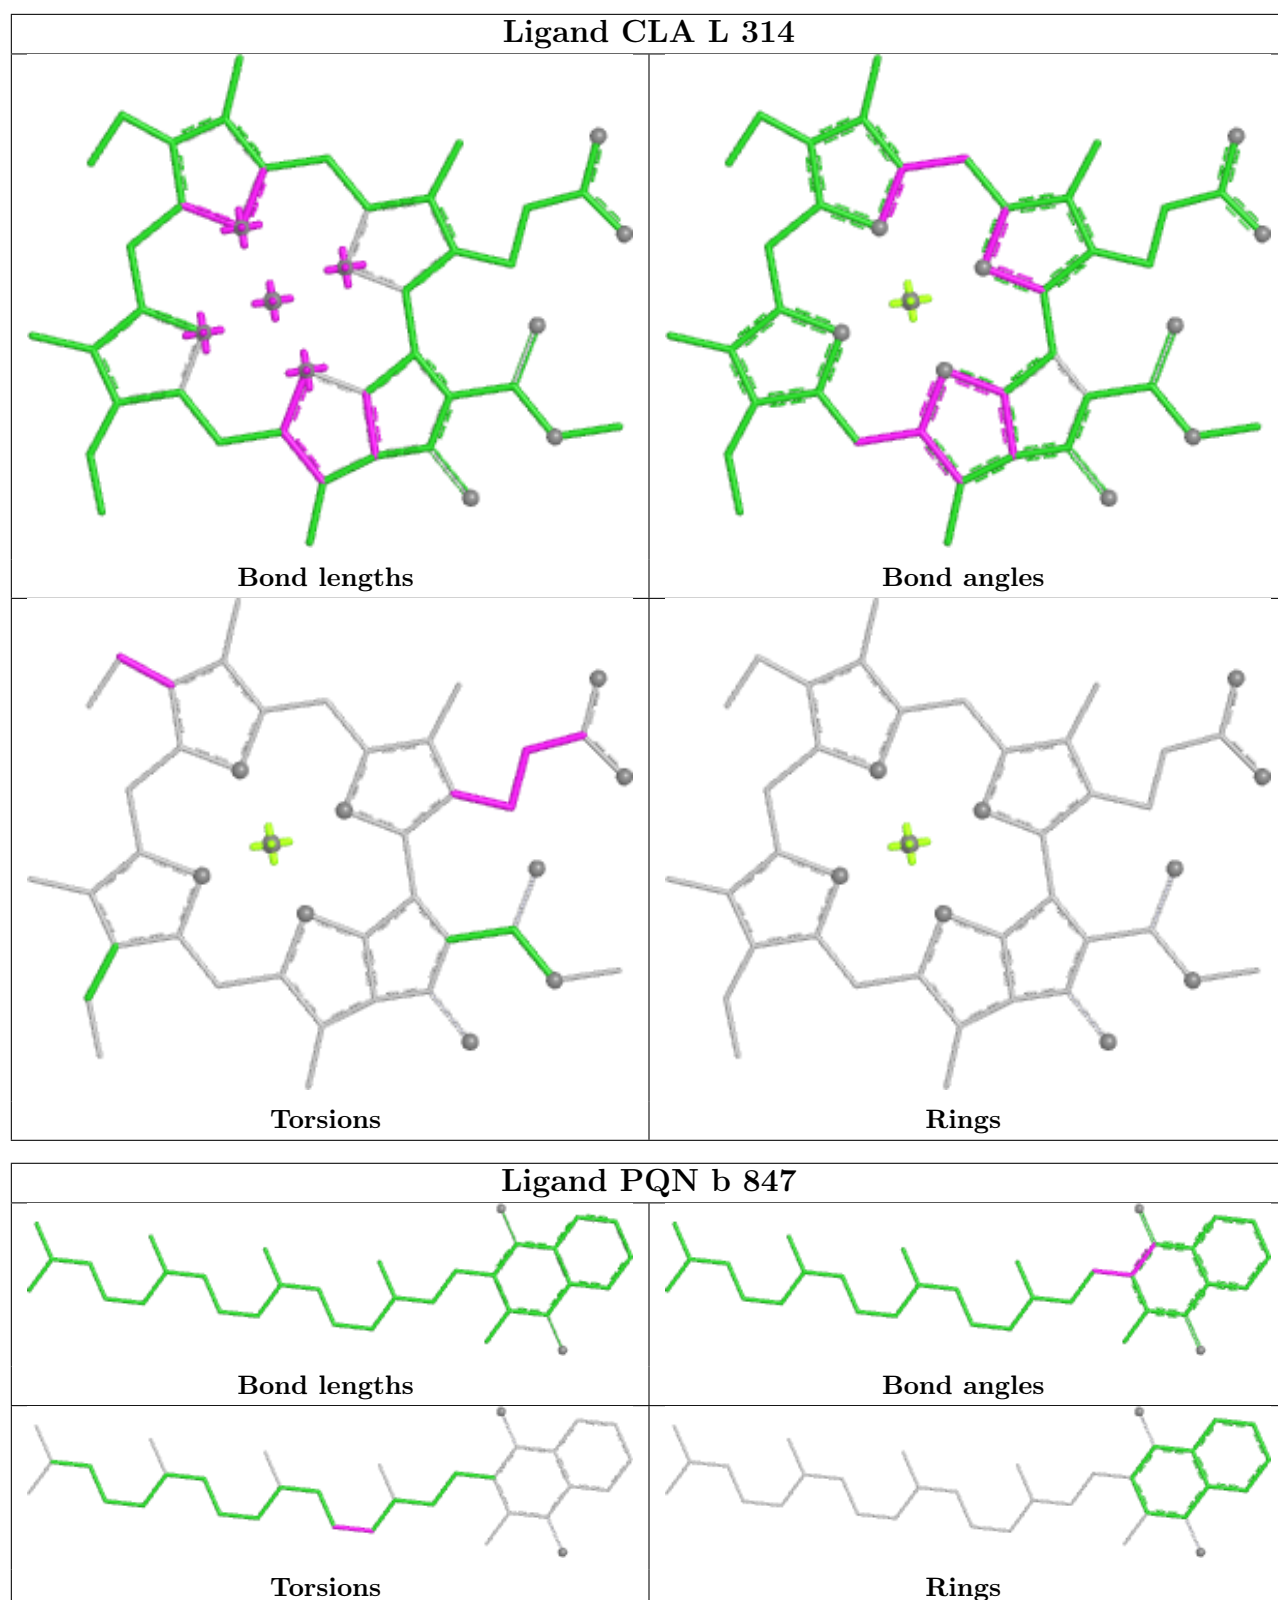 Ligand CLA L 314
Bond lengths
Bond angles
Torsions
Rings
Ligand PQN b 847
Bond lengths
Bond angles
Torsions
Rings